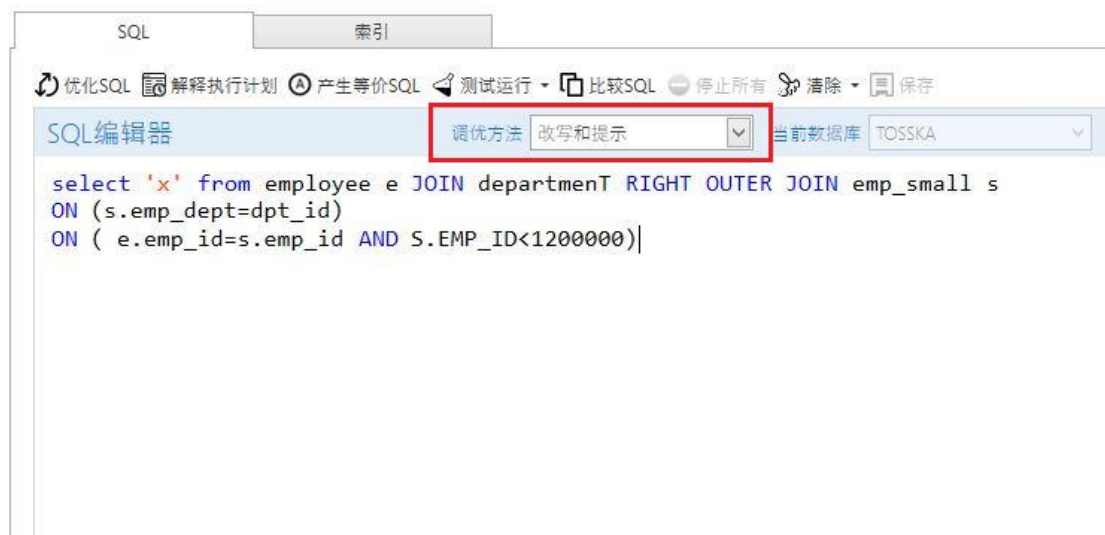 SQL 索引
优化SQL 解释执行计划 产生等价SQL 测试运行 比较SQL 停止所有 清除 保存
SQL编辑器 调优方法 改写和提示 当前数据库 TOSSKA
select 'x' from employee e JOIN departmenT RIGHT OUTER JOIN emp_small s
ON (s.emp_dept=dpt_id)
ON ( e.emp_id=s.emp_id AND S.EMP_ID<1200000)